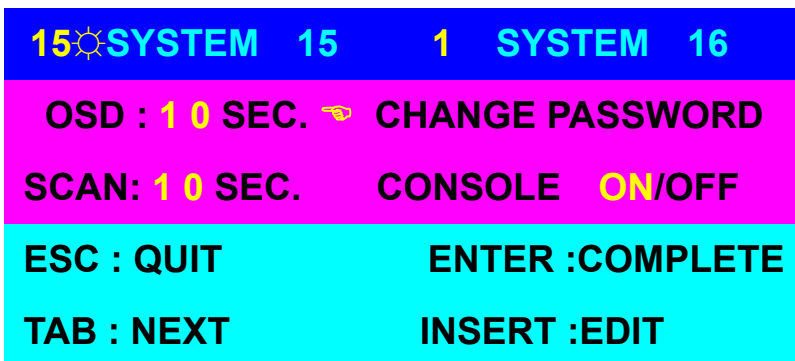 15☼SYSTEM 15 1 SYSTEM 16
OSD : 1 0 SEC. ☜ CHANGE PASSWORD
SCAN: 1 0 SEC. CONSOLE ON/OFF
ESC : QUIT ENTER :COMPLETE
TAB : NEXT INSERT :EDIT